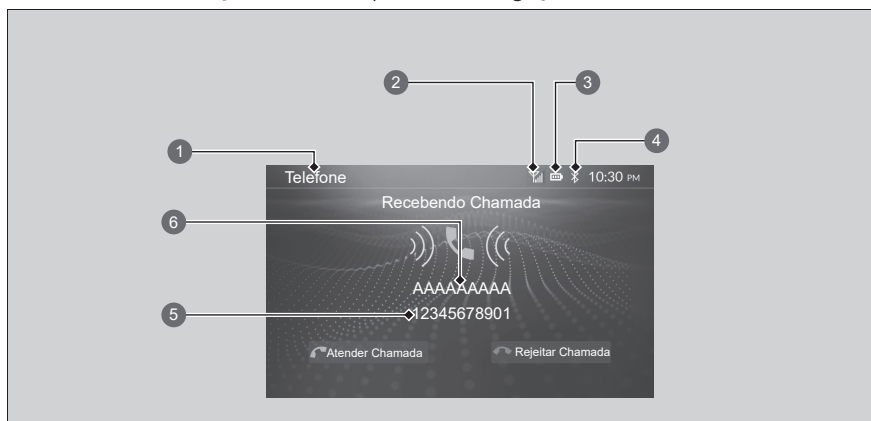 2
3
4
1
Telefone
10:30 PM
Recebendo Chamada
6
AAAAAAAAA
5
12345678901
Atender Chamada
Rejeitar Chamada